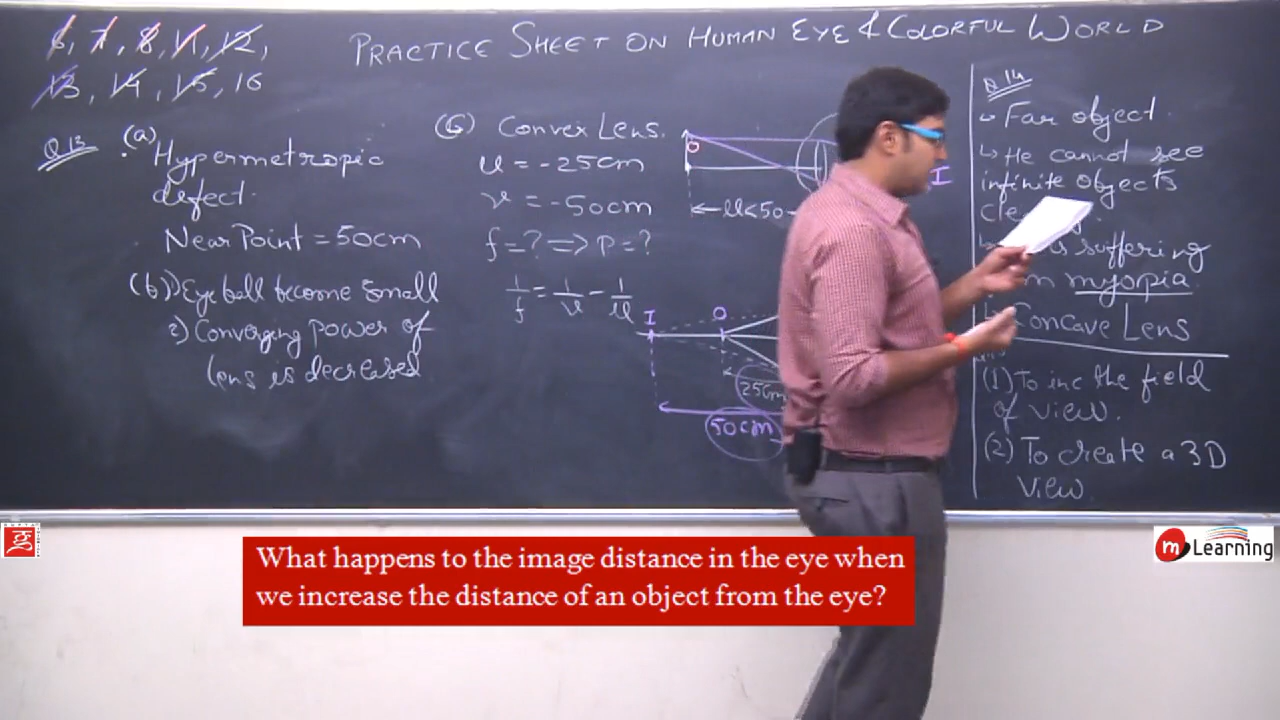 6, 7, 8, 11, 12,
13, 14, 15, 16
PRACTICE SHEET ON HUMAN EYE & COLORFUL WORLD
Q.13
(a) Hypermetropic
defect.
Near Point = 50cm
(b) 1) Eye ball become small
2) Converging power of
lens is decreased
(c) Convex Lens.
u = -25cm
v = -50cm
f = ? => P = ?
1/f = 1/v - 1/u
O
I
u<50
I
O
25cm
50cm
Q.14
Far object.
He cannot see
infinite objects
suffering
myopia.
Concave Lens
(1) To inc the field
of view.
(2) To create a 3D
view.
What happens to the image distance in the eye when
we increase the distance of an object from the eye?
g
m Learning